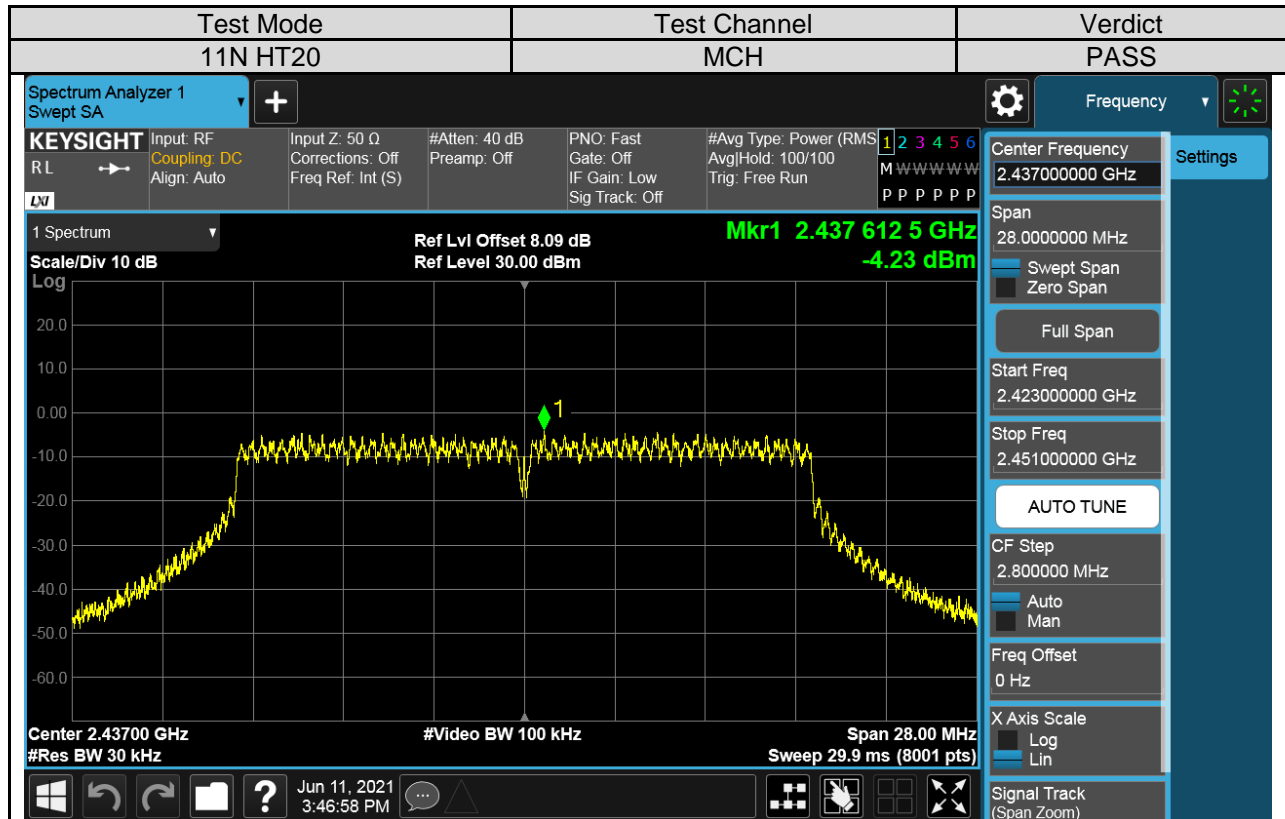 Test Mode Test Channel Verdict
11N HT20 MCH PASS
Spectrum Analyzer 1
Swept SA
+
Frequency
KEYSIGHT
RL
LXI
Input: RF
Coupling: DC
Align: Auto
Input Z: 50 Ω
Corrections: Off
Freq Ref: Int (S)
#Atten: 40 dB
Preamp: Off
PNO: Fast
Gate: Off
IF Gain: Low
Sig Track: Off
#Avg Type: Power (RMS
Avg|Hold: 100/100
Trig: Free Run
1 2 3 4 5 6
M W W W W W
P P P P P P
1 Spectrum
Scale/Div 10 dB
Ref Lvl Offset 8.09 dB
Ref Level 30.00 dBm
Mkr1 2.437 612 5 GHz
-4.23 dBm
Log
20.0
10.0
0.00
-10.0
-20.0
-30.0
-40.0
-50.0
-60.0
1
Center 2.43700 GHz
#Res BW 30 kHz
#Video BW 100 kHz
Span 28.00 MHz
Sweep 29.9 ms (8001 pts)
Center Frequency
2.437000000 GHz
Settings
Span
28.0000000 MHz
Swept Span
Zero Span
Full Span
Start Freq
2.423000000 GHz
Stop Freq
2.451000000 GHz
AUTO TUNE
CF Step
2.800000 MHz
Auto
Man
Freq Offset
0 Hz
X Axis Scale
Log
Lin
Signal Track
(Span Zoom)
?
Jun 11, 2021
3:46:58 PM